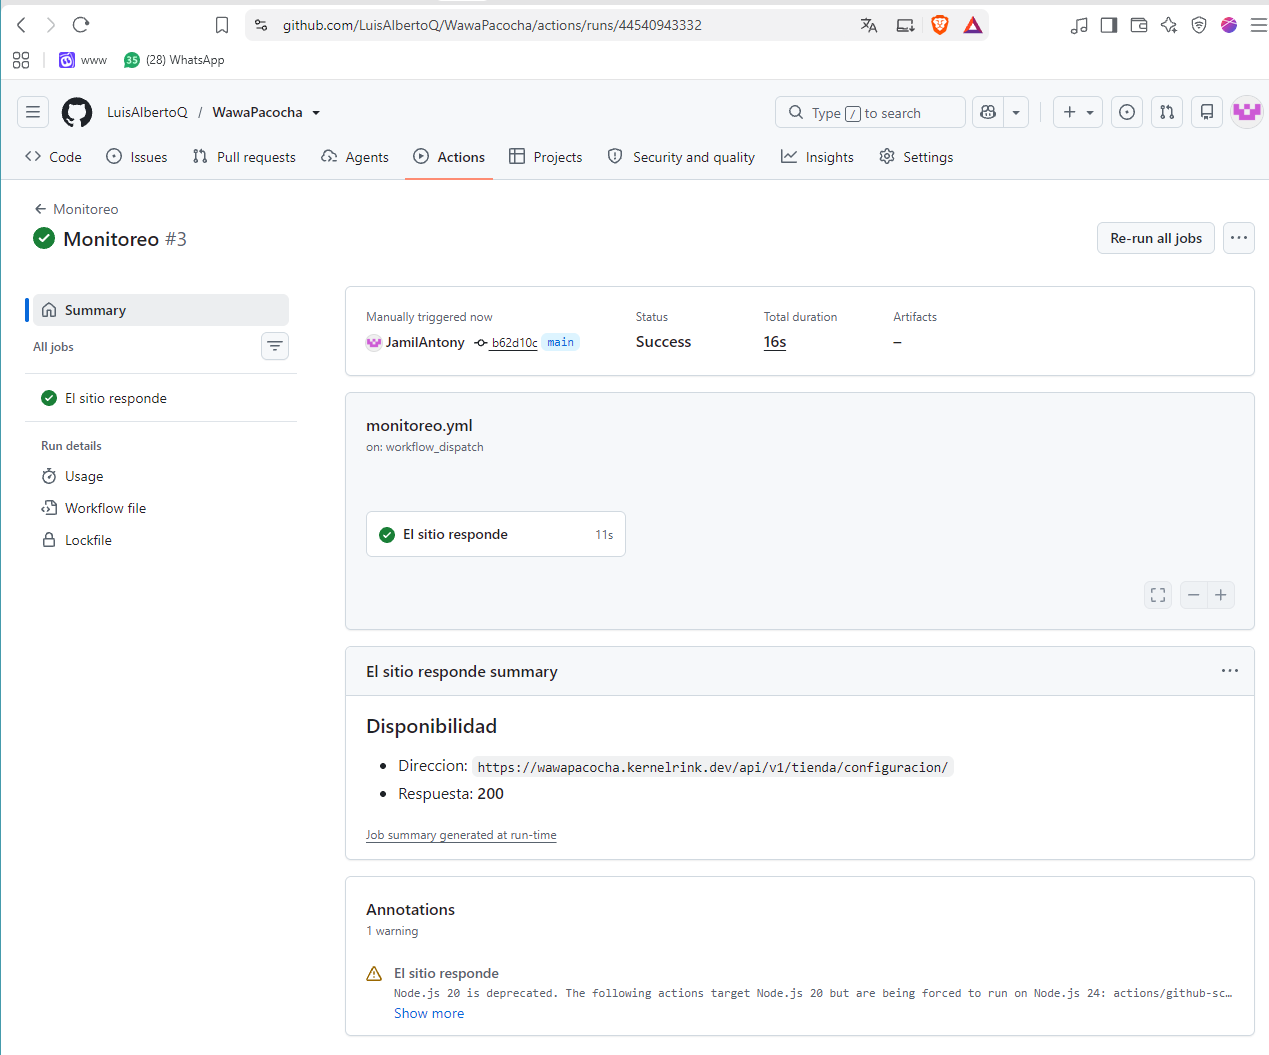 github.com/LuisAlbertoQ/WawaPacocha/actions/runs/44540943332
www
35 (28) WhatsApp
LuisAlbertoQ / WawaPacocha
Type / to search
Code
Issues
Pull requests
Agents
Actions
Projects
Security and quality
Insights
Settings
Monitoreo
Monitoreo #3
Re-run all jobs
Summary
All jobs
El sitio responde
Run details
Usage
Workflow file
Lockfile
Manually triggered now
JamilAntony b62d10c main
Status
Success
Total duration
16s
Artifacts
–
monitoreo.yml
on: workflow_dispatch
El sitio responde 11s
El sitio responde summary
Disponibilidad
Direccion: https://wawapacocha.kernelrink.dev/api/v1/tienda/configuracion/
Respuesta: 200
Job summary generated at run-time
Annotations
1 warning
El sitio responde
Node.js 20 is deprecated. The following actions target Node.js 20 but are being forced to run on Node.js 24: actions/github-sc…
Show more